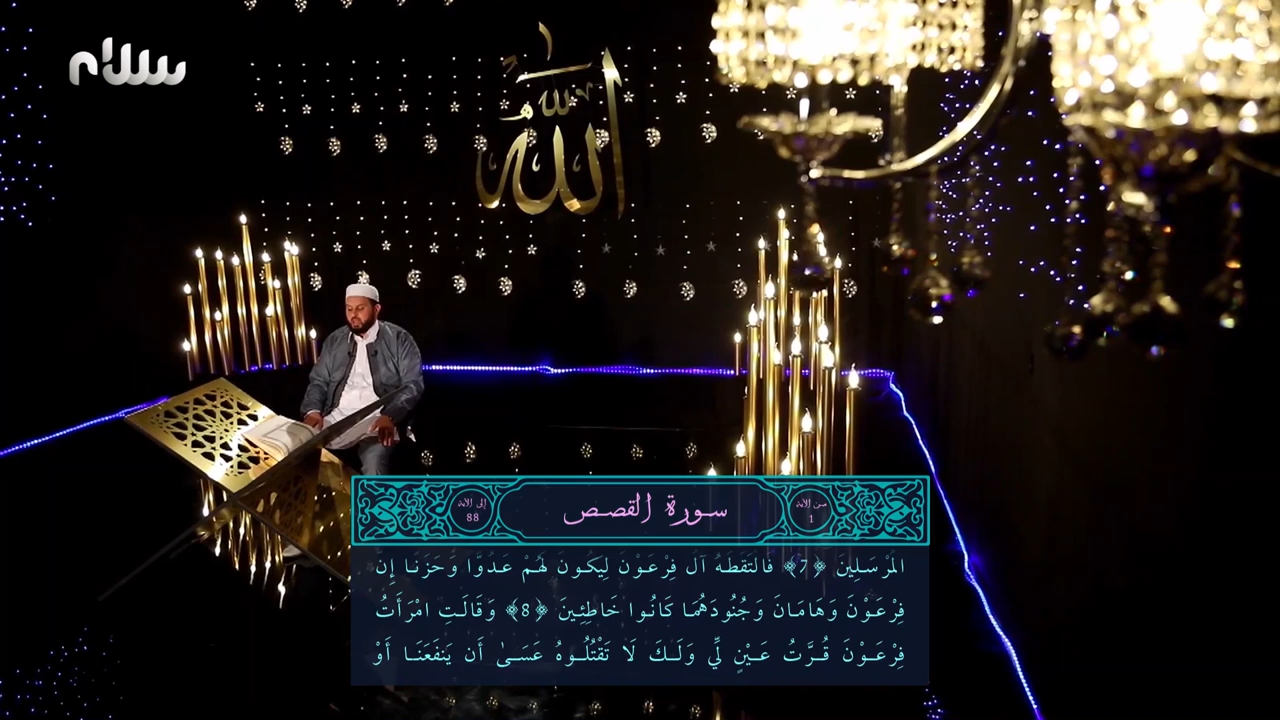 سلام
الله
من الآية
1
سورة القصص
إلى الآية
88
الْمُرْسَلِينَ ﴿7﴾ فَالْتَقَطَهُ آلُ فِرْعَوْنَ لِيَكُونَ لَهُمْ عَدُوًّا وَحَزَنًا إِنَّ
فِرْعَوْنَ وَهَامَانَ وَجُنُودَهُمَا كَانُوا خَاطِئِينَ ﴿8﴾ وَقَالَتِ امْرَأَتُ
فِرْعَوْنَ قُرَّتُ عَيْنٍ لِّي وَلَكَ لَا تَقْتُلُوهُ عَسَىٰ أَن يَنفَعَنَا أَوْ